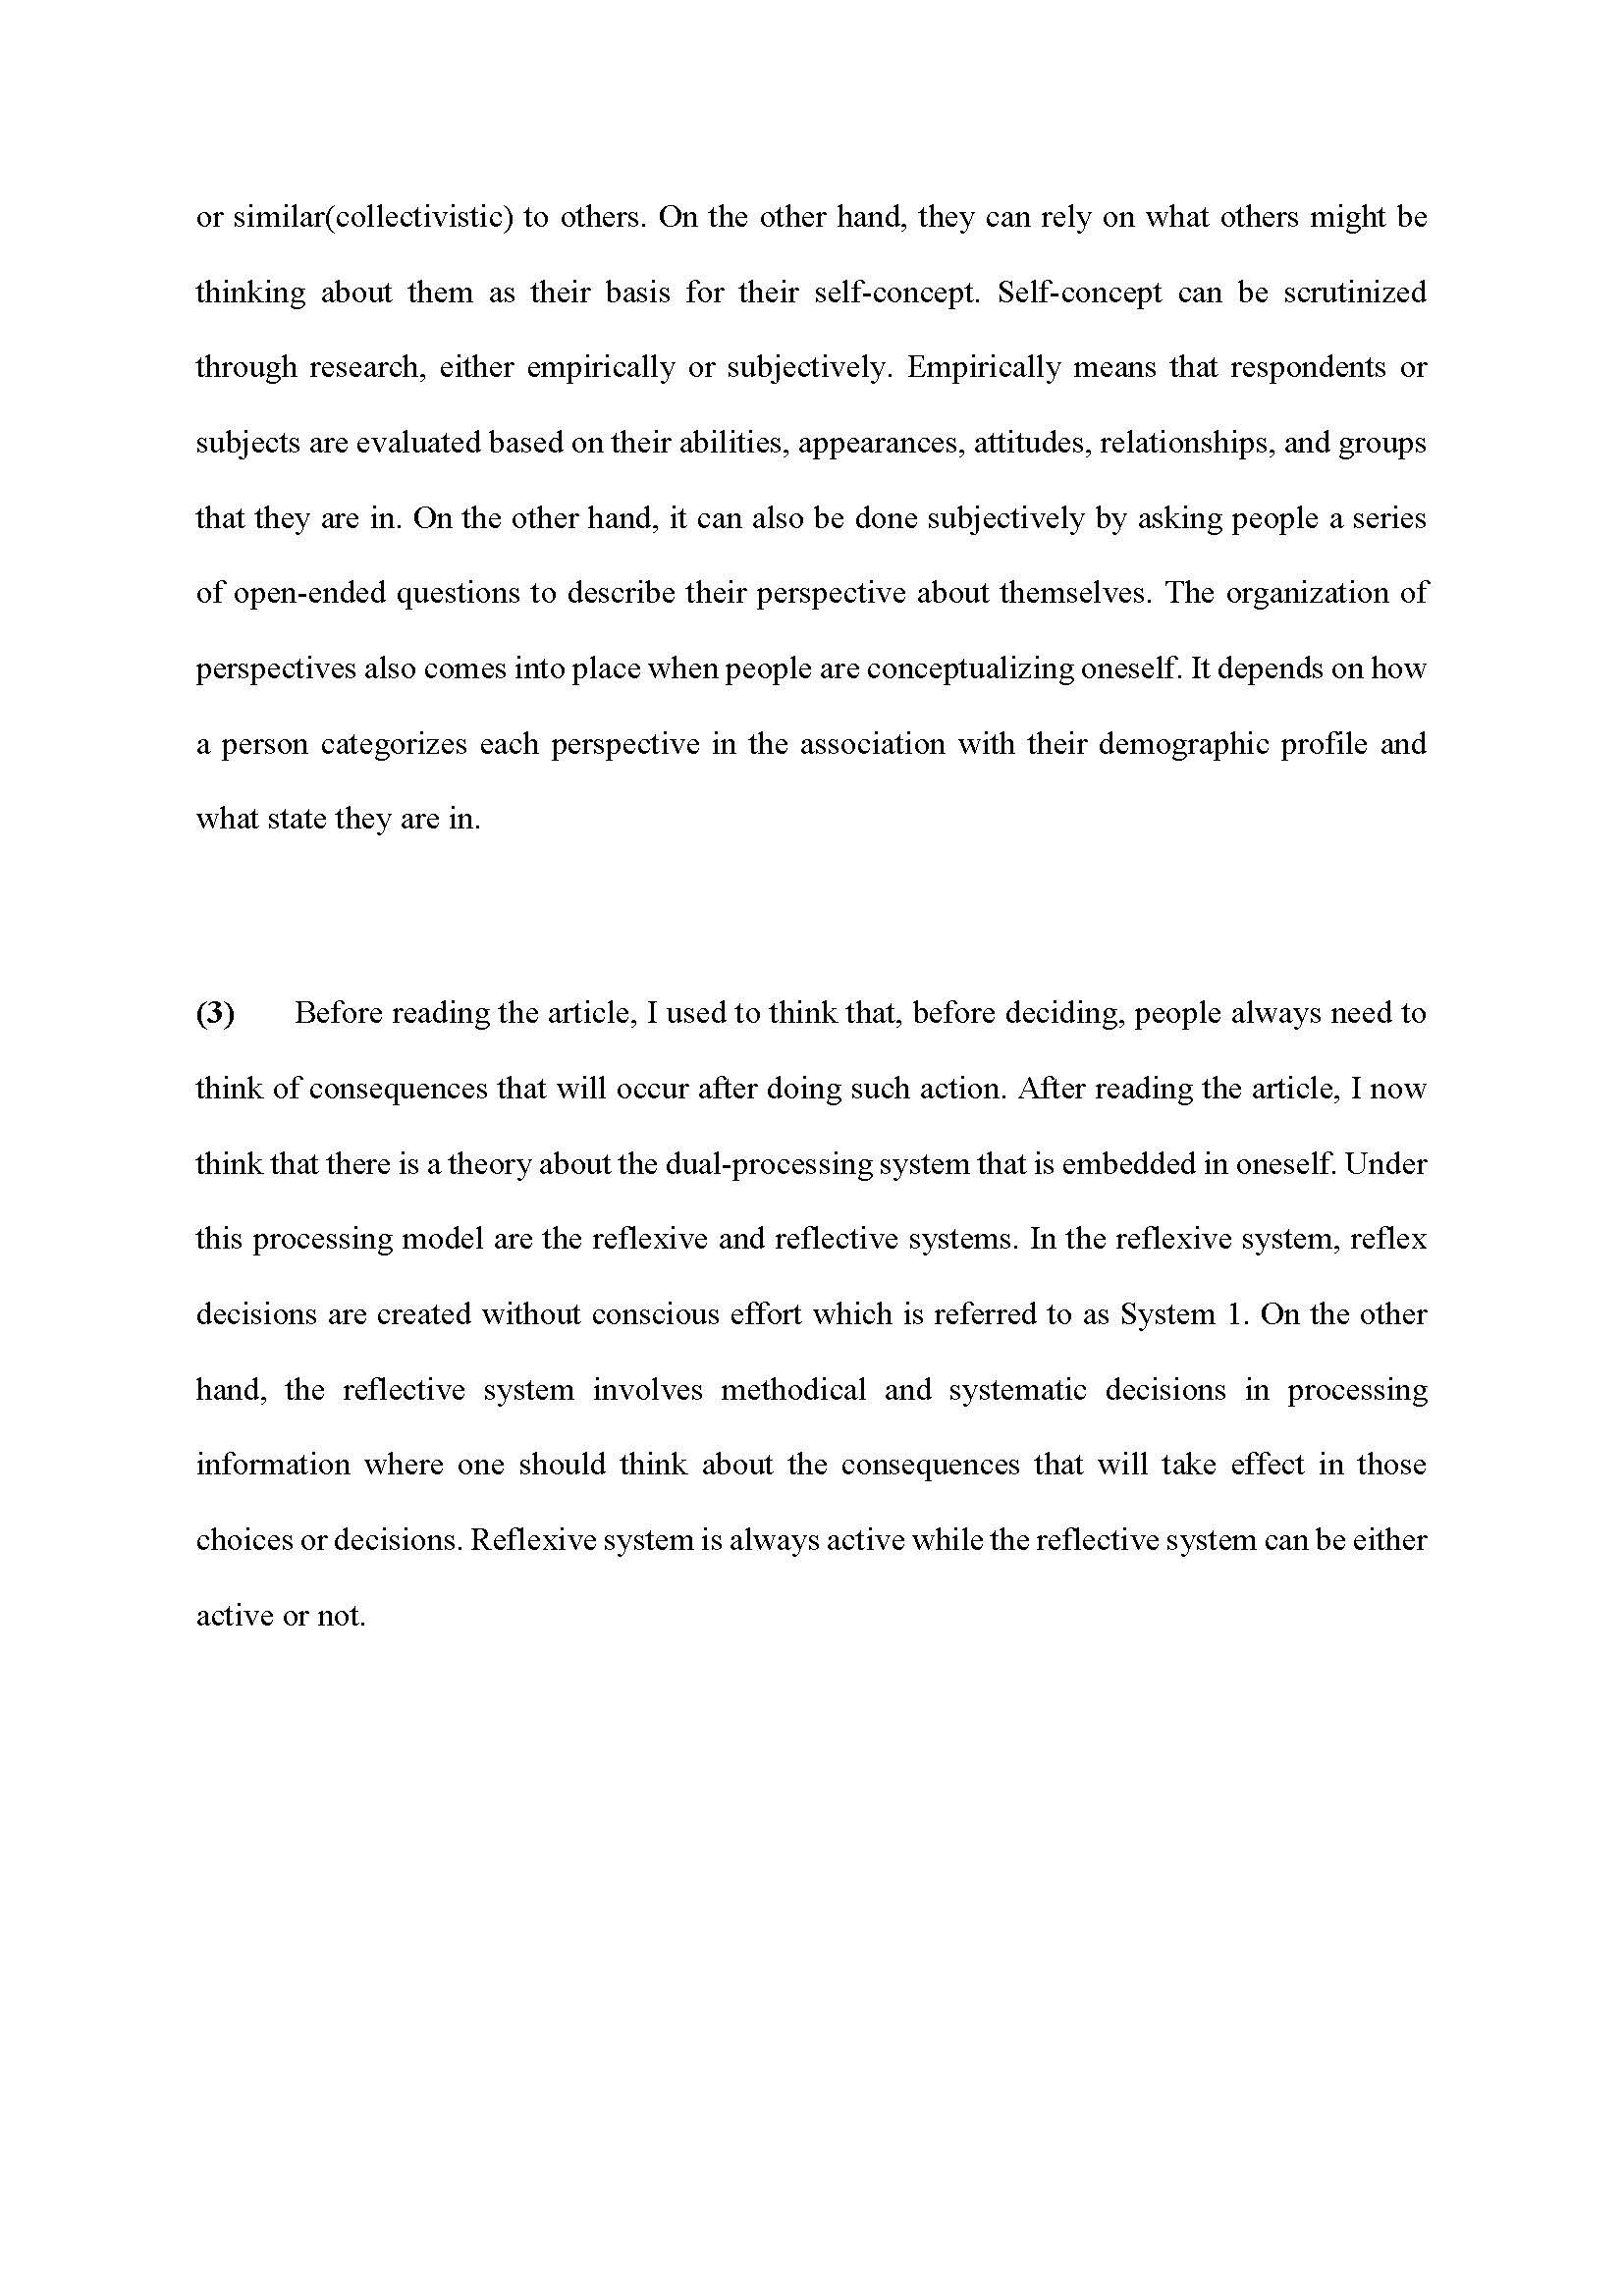 or similar(collectivistic) to others. On the other hand, they can rely on what others might be
thinking about them as their basis for their self-concept. Self-concept can be scrutinized
through research, either empirically or subjectively. Empirically means that respondents or
subjects are evaluated based on their abilities, appearances, attitudes, relationships, and groups
that they are in. On the other hand, it can also be done subjectively by asking people a series
of open-ended questions to describe their perspective about themselves. The organization of
perspectives also comes into place when people are conceptualizing oneself. It depends on how
a person categorizes each perspective in the association with their demographic profile and
what state they are in.
(3) Before reading the article, I used to think that, before deciding, people always need to
think of consequences that will occur after doing such action. After reading the article, I now
think that there is a theory about the dual-processing system that is embedded in oneself. Under
this processing model are the reflexive and reflective systems. In the reflexive system, reflex
decisions are created without conscious effort which is referred to as System 1. On the other
hand, the reflective system involves methodical and systematic decisions in processing
information where one should think about the consequences that will take effect in those
choices or decisions. Reflexive system is always active while the reflective system can be either
active or not.